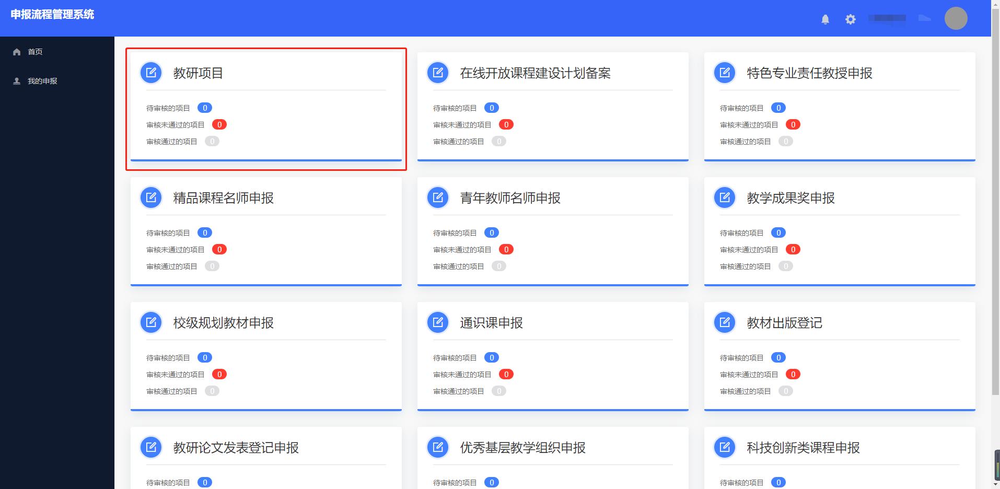 申报流程管理系统
首页
我的申报
教研项目
待审核的项目 0
审核未通过的项目 0
审核通过的项目 0
在线开放课程建设计划备案
待审核的项目 0
审核未通过的项目 0
审核通过的项目 0
特色专业责任教授申报
待审核的项目 0
审核未通过的项目 0
审核通过的项目 0
精品课程名师申报
待审核的项目 0
审核未通过的项目 0
审核通过的项目 0
青年教师名师申报
待审核的项目 0
审核未通过的项目 0
审核通过的项目 0
教学成果奖申报
待审核的项目 0
审核未通过的项目 0
审核通过的项目 0
校级规划教材申报
待审核的项目 0
审核未通过的项目 0
审核通过的项目 0
通识课申报
待审核的项目 0
审核未通过的项目 0
审核通过的项目 0
教材出版登记
待审核的项目 0
审核未通过的项目 0
审核通过的项目 0
教研论文发表登记申报
待审核的项目 0
优秀基层教学组织申报
待审核的项目 0
科技创新类课程申报
待审核的项目 0